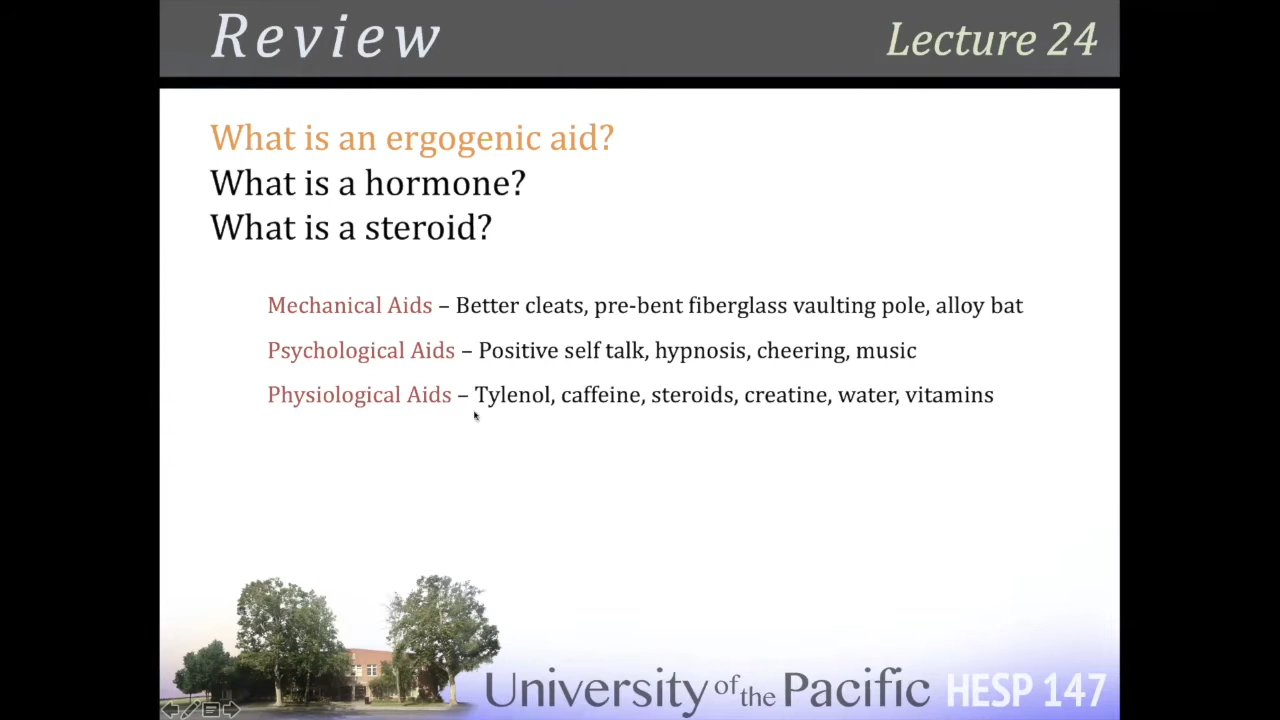 Review
Lecture 24
What is an ergogenic aid?
What is a hormone?
What is a steroid?
Mechanical Aids – Better cleats, pre-bent fiberglass vaulting pole, alloy bat
Psychological Aids – Positive self talk, hypnosis, cheering, music
Physiological Aids – Tylenol, caffeine, steroids, creatine, water, vitamins
University of the Pacific HESP 147